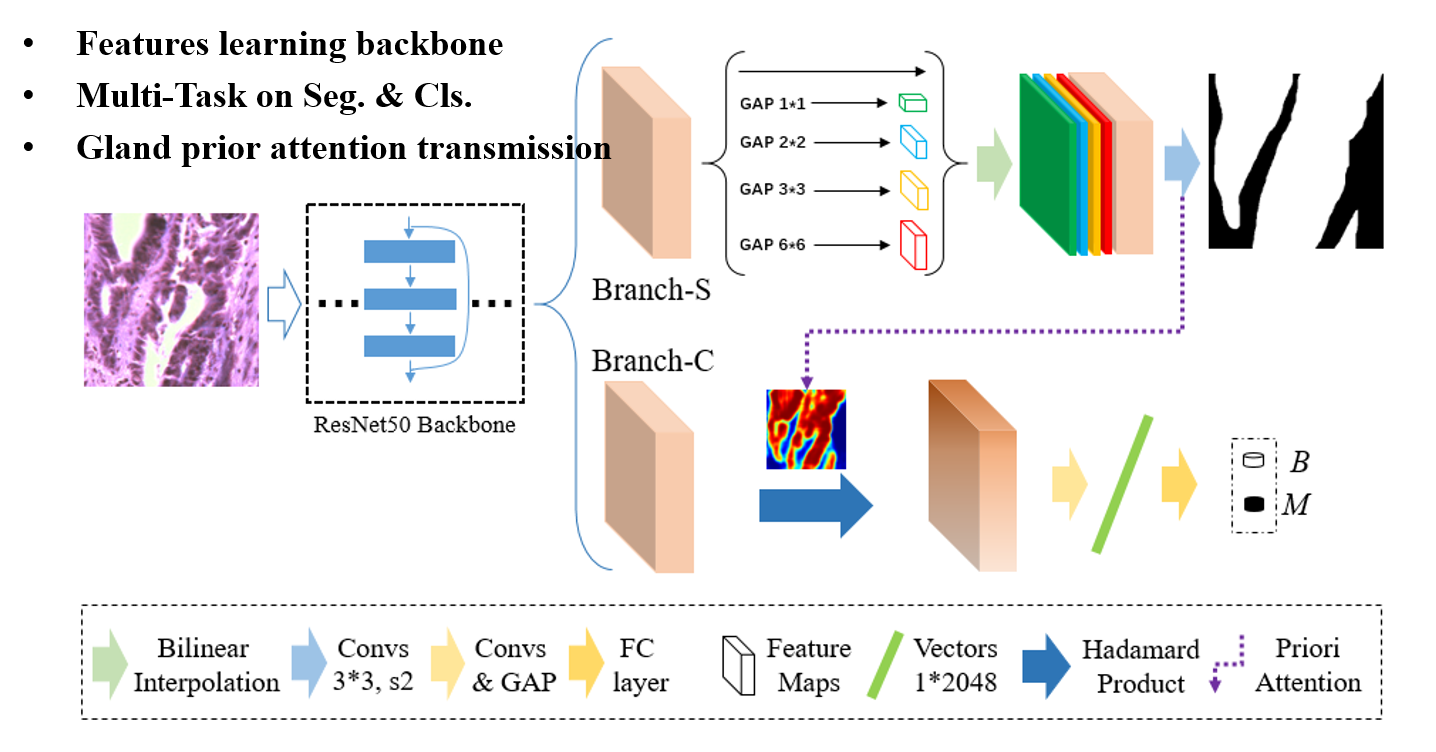 • Features learning backbone
• Multi-Task on Seg. & Cls.
• Gland prior attention transmission
GAP 1*1
GAP 2*2
GAP 3*3
GAP 6*6
Branch-S
Branch-C
ResNet50 Backbone
B
M
Bilinear
Interpolation
Convs
3*3, s2
Convs
& GAP
FC
layer
Feature
Maps
Vectors
1*2048
Hadamard
Product
Priori
Attention